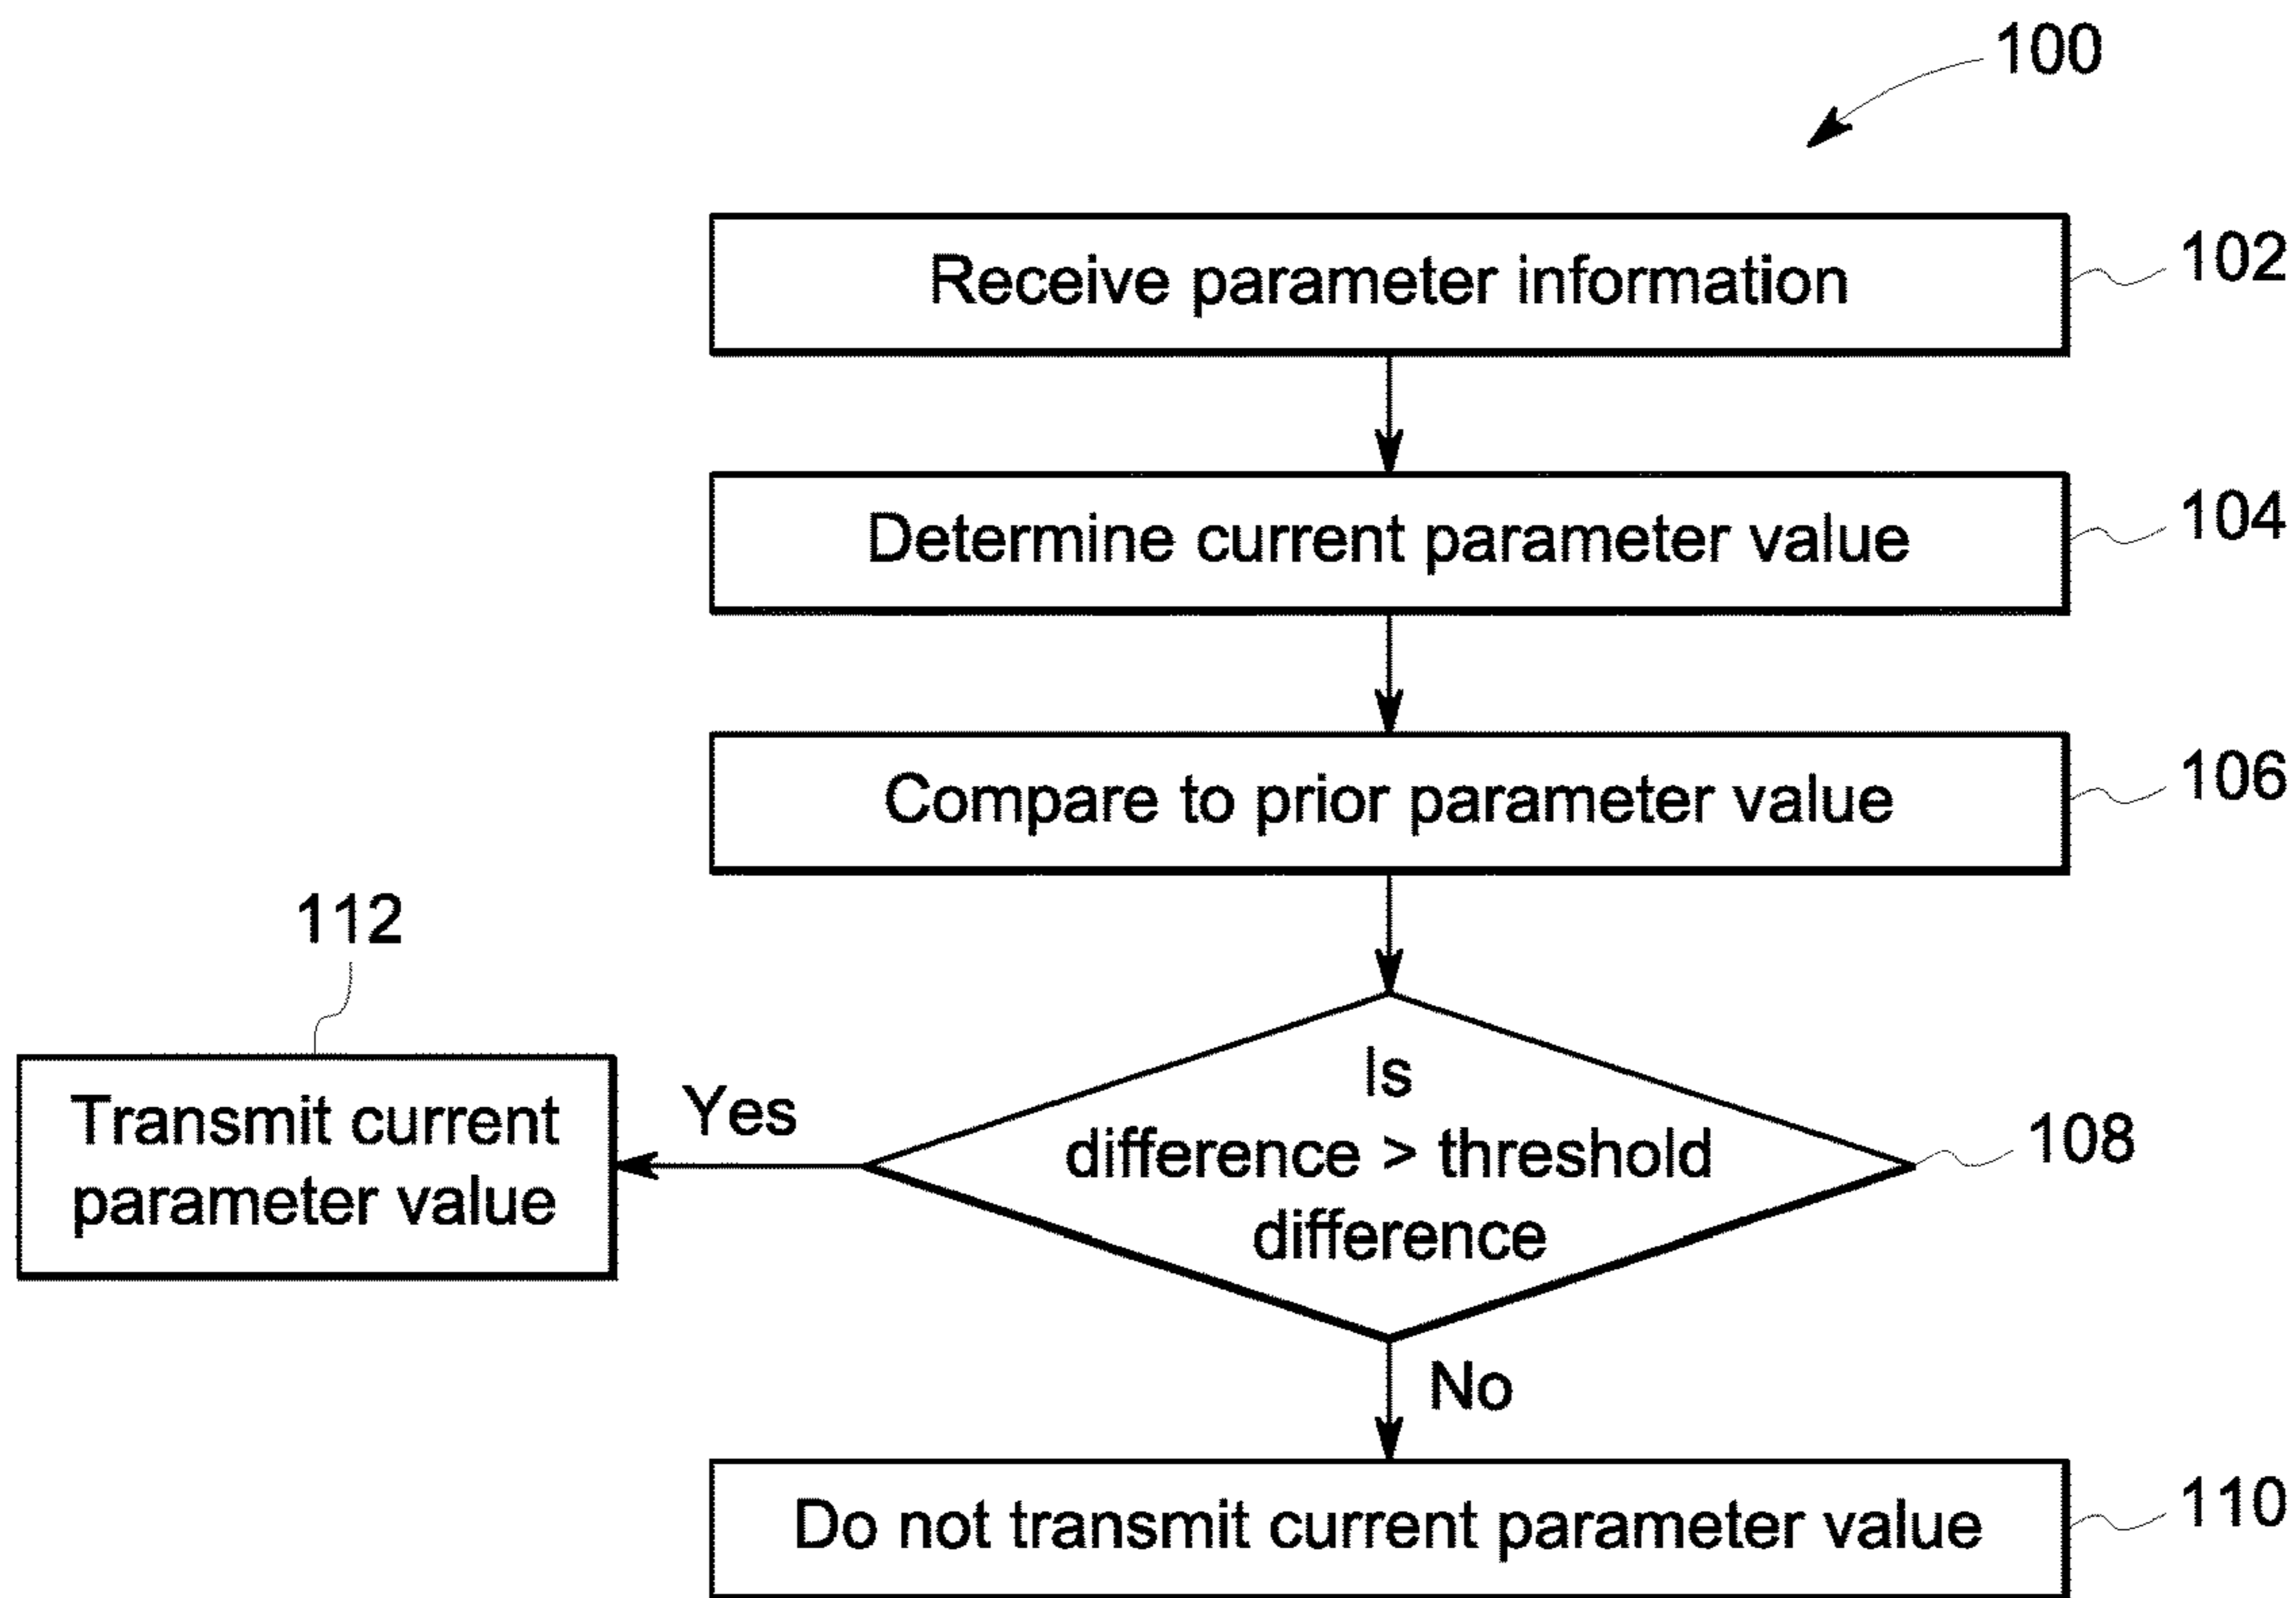 100
Receive parameter information
102
Determine current parameter value
104
Compare to prior parameter value
106
112
Transmit current
parameter value
Yes
Is
difference > threshold
difference
108
No
Do not transmit current parameter value
110